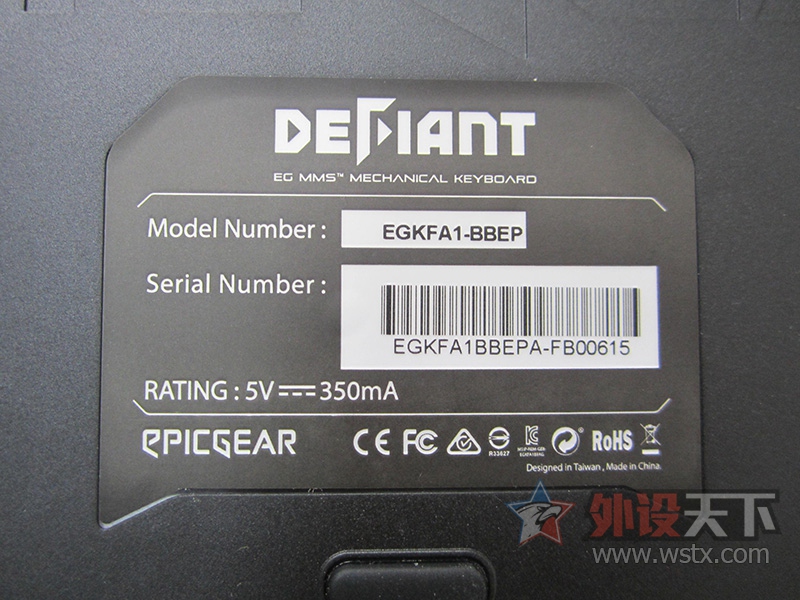 DEFIANT
EG MMS™ MECHANICAL KEYBOARD
Model Number : EGKFA1-BBEP
Serial Number :
EGKFA1BBEPA-FB00615
RATING : 5V 350mA
EPICGEAR CE FC R33627 RoHS
Designed in Taiwan , Made in China.
外设天下
www.wstx.com